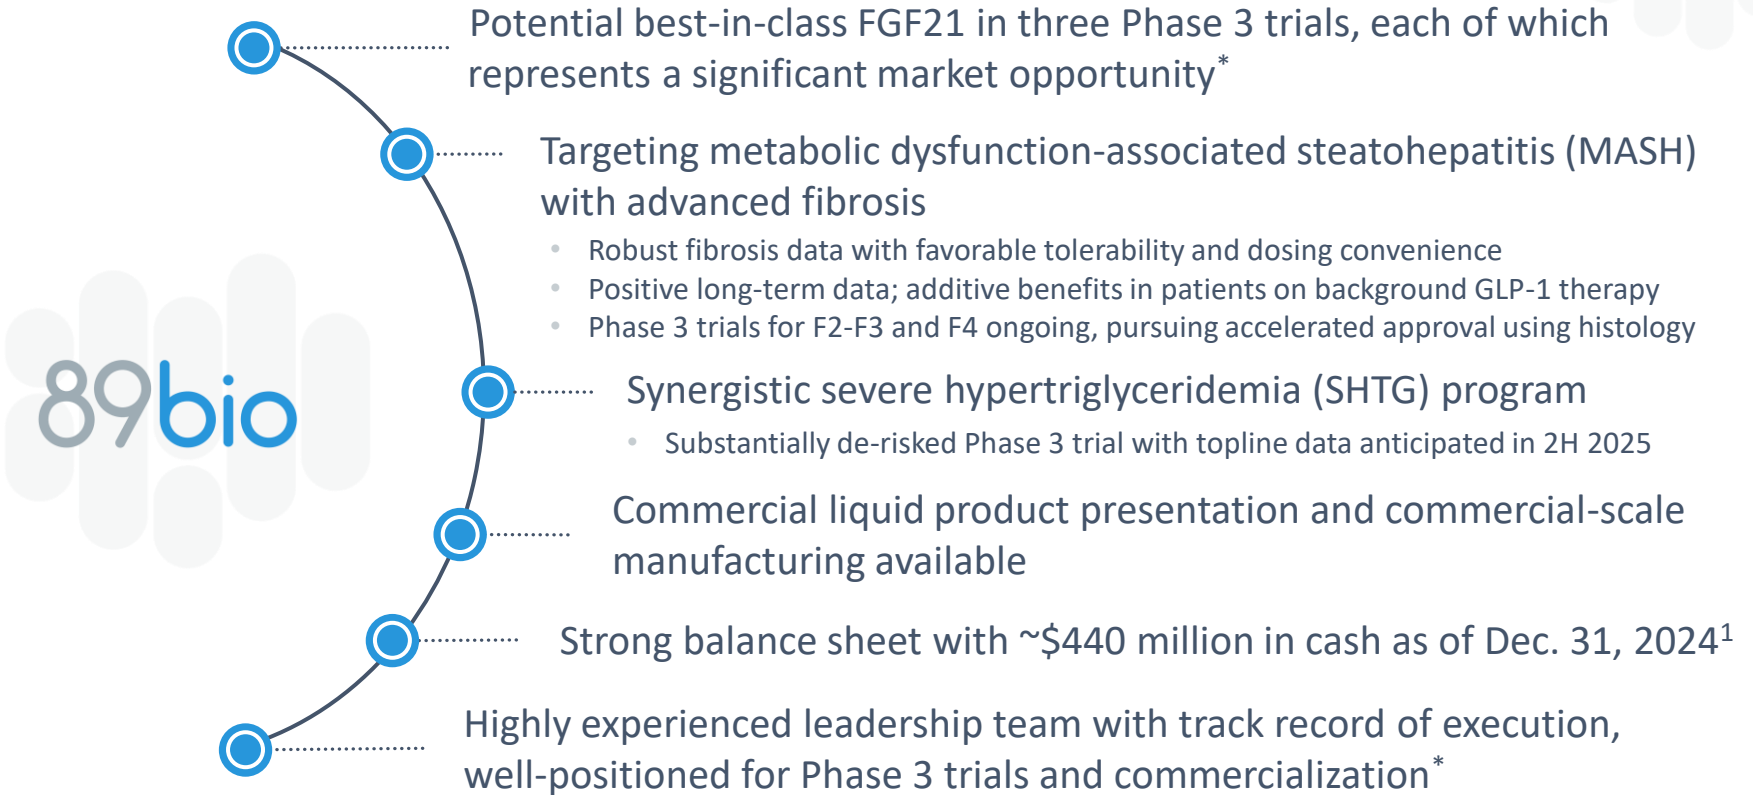 Potential best-in-class FGF21 in three Phase 3 trials, each of which
represents a significant market opportunity*
Targeting metabolic dysfunction-associated steatohepatitis (MASH)
with advanced fibrosis
• Robust fibrosis data with favorable tolerability and dosing convenience
• Positive long-term data; additive benefits in patients on background GLP-1 therapy
• Phase 3 trials for F2-F3 and F4 ongoing, pursuing accelerated approval using histology
89bio
Synergistic severe hypertriglyceridemia (SHTG) program
• Substantially de-risked Phase 3 trial with topline data anticipated in 2H 2025
Commercial liquid product presentation and commercial-scale
manufacturing available
Strong balance sheet with ~$440 million in cash as of Dec. 31, 2024¹
Highly experienced leadership team with track record of execution,
well-positioned for Phase 3 trials and commercialization*